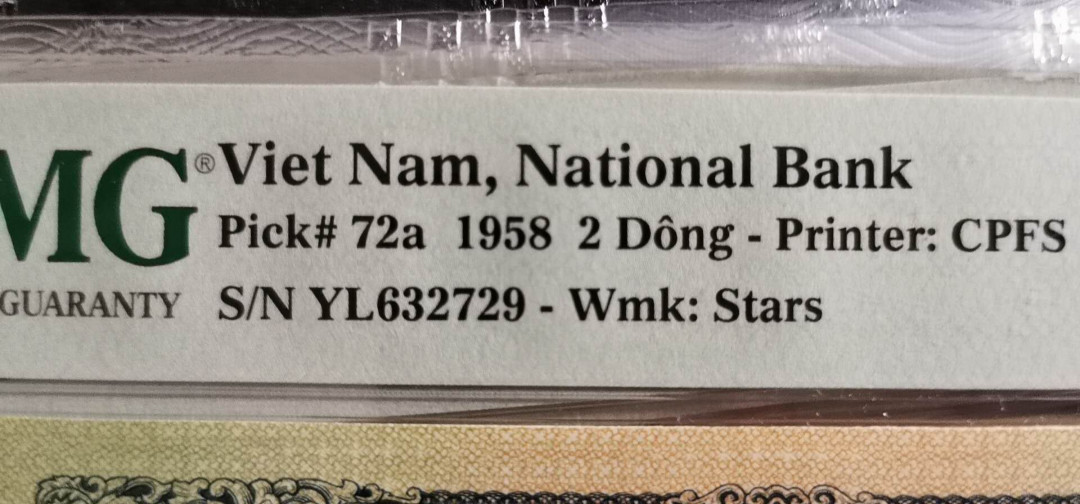 MG® Viet Nam, National Bank
Pick# 72a 1958 2 Dông - Printer: CPFS
GUARANTY S/N YL632729 - Wmk: Stars